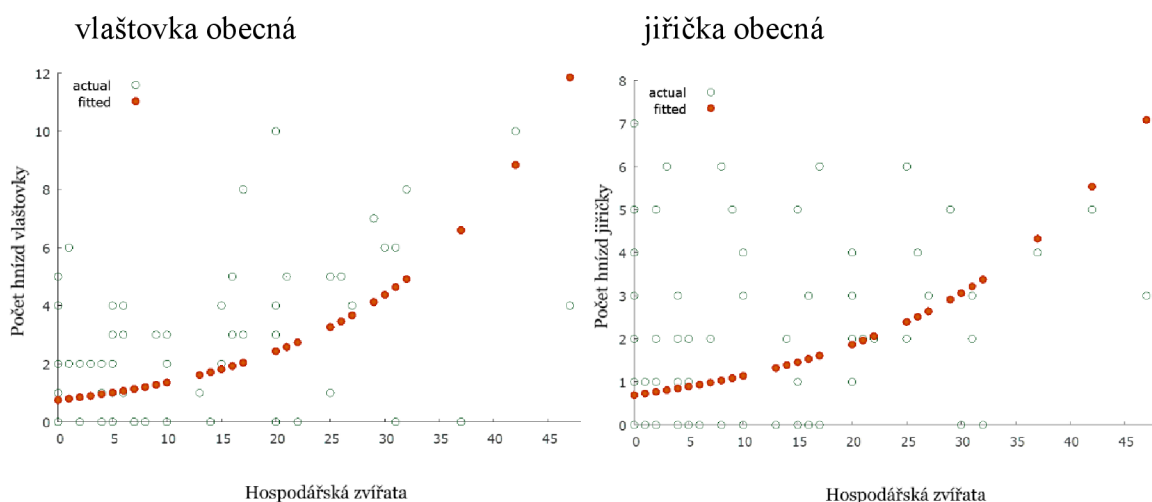 vlaštovka obecná
12
10
8
6
4
2
0
actual
fitted
Počet hnízd vlaštovky
0 5 10 15 20 25 30 35 40 45
Hospodářská zvířata
jiřička obecná
8
7
6
5
4
3
2
1
0
actual
fitted
Počet hnízd jiřičky
0 5 10 15 20 25 30 35 40 45
Hospodářská zvířata